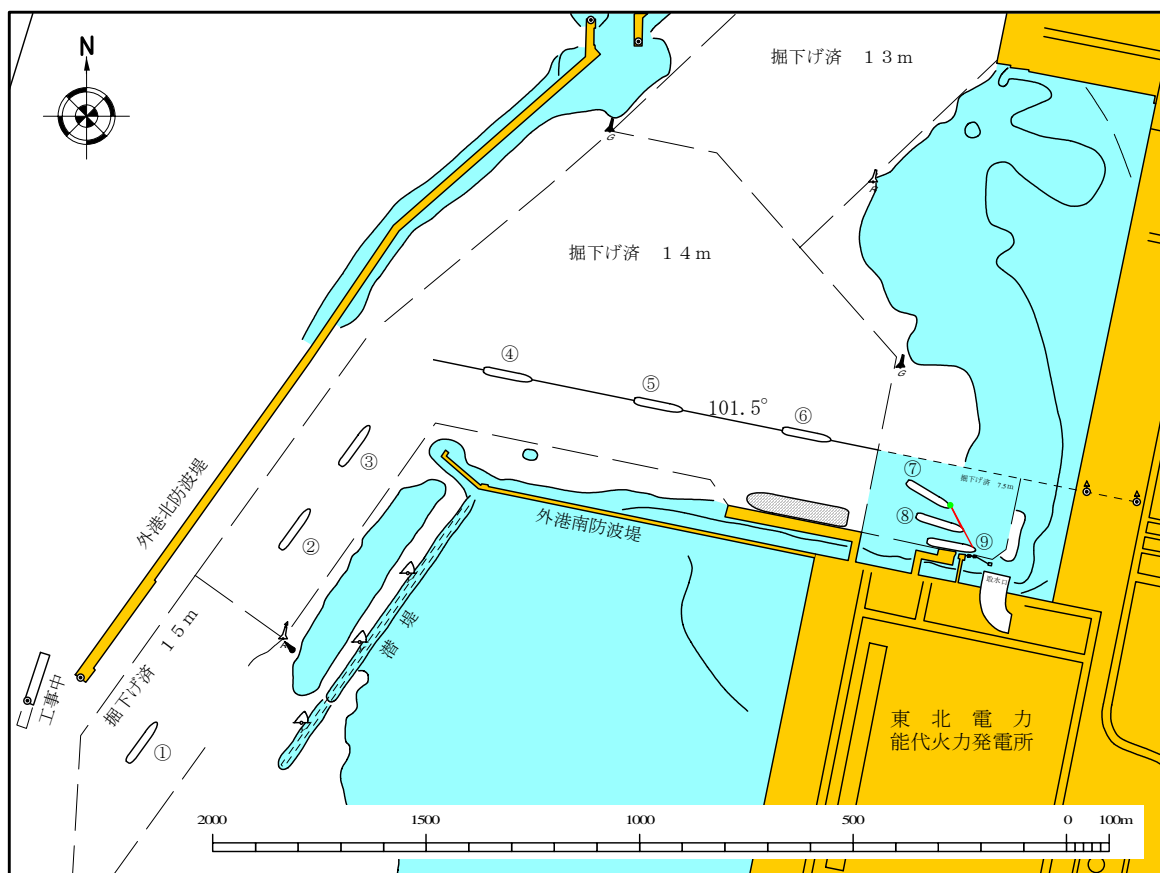 N
掘下げ済　１３ｍ
G
R
掘下げ済　１４ｍ
G
④
⑤
101.5°
⑥
③
⑦
掘下げ済　7.5ｍ
外港北防波堤
外港南防波堤
⑧
⑨
②
取水口
潜　堤
掘下げ済　１５ｍ
工事中
①
東　北　電　力
能代火力発電所
2000
1500
1000
500
0
100m